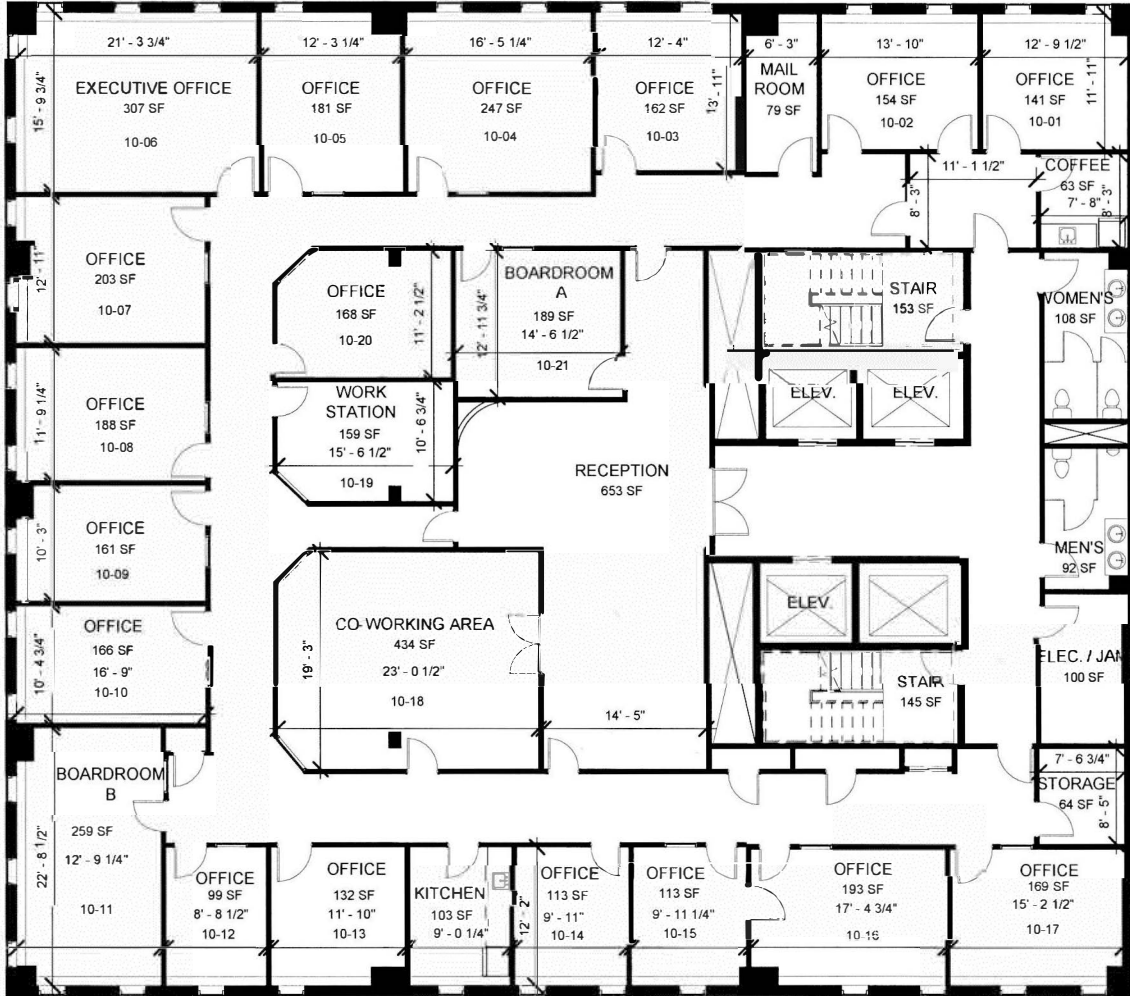 21' - 3 3/4"
12' - 3 1/4"
16' - 5 1/4"
12' - 4"
6' - 3"
13' - 10"
12' - 9 1/2"
15' - 9 3/4"
EXECUTIVE OFFICE
307 SF
10-06
OFFICE
181 SF
10-05
OFFICE
247 SF
10-04
OFFICE
162 SF
10-03
13' - 11"
MAIL
ROOM
79 SF
OFFICE
154 SF
10-02
OFFICE
141 SF
10-01
11' - 11"
11' - 1 1/2"
8' - 3"
COFFEE
63 SF
7' - 8"
8' - 3"
12' - 11"
OFFICE
203 SF
10-07
OFFICE
168 SF
10-20
11' - 2 1/2"
12' - 11 3/4"
BOARDROOM
A
189 SF
14' - 6 1/2"
10-21
STAIR
153 SF
WOMEN'S
108 SF
ELEV.
ELEV.
11' - 9 1/4"
OFFICE
188 SF
10-08
WORK
STATION
159 SF
15' - 6 1/2"
10-19
10' - 6 3/4"
RECEPTION
653 SF
10' - 3"
OFFICE
161 SF
10-09
MEN'S
92 SF
ELEV.
10' - 4 3/4"
OFFICE
166 SF
16' - 9"
10-10
19' - 3"
CO-WORKING AREA
434 SF
23' - 0 1/2"
10-18
14' - 5"
STAIR
145 SF
ELEC. / JAN
100 SF
7' - 6 3/4"
STORAGE
64 SF
8' - 5"
22' - 8 1/2"
BOARDROOM
B
259 SF
12' - 9 1/4"
10-11
OFFICE
99 SF
8' - 8 1/2"
10-12
OFFICE
132 SF
11' - 10"
10-13
KITCHEN
103 SF
9' - 0 1/4"
12' - 2"
OFFICE
113 SF
9' - 11"
10-14
OFFICE
113 SF
9' - 11 1/4"
10-15
OFFICE
193 SF
17' - 4 3/4"
10-16
OFFICE
169 SF
15' - 2 1/2"
10-17